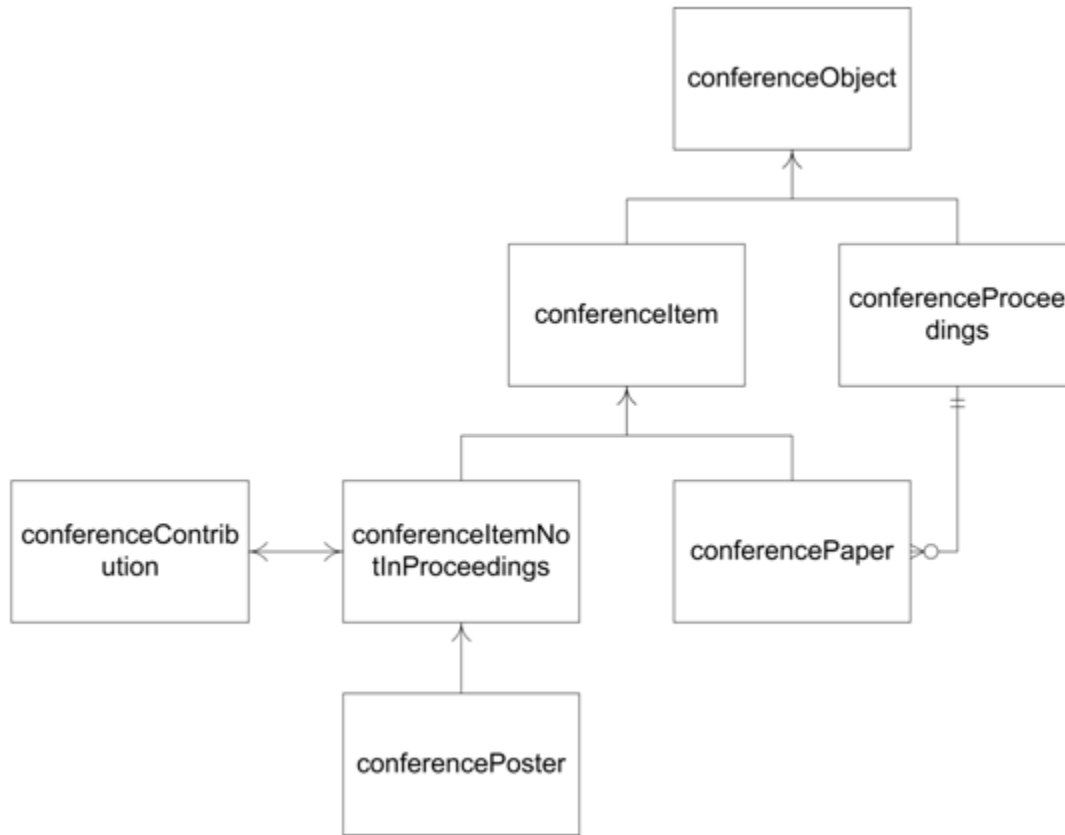 conferenceObject
conferenceItem
conferenceProcee
dings
conferenceContrib
ution
conferenceItemNo
tInProceedings
conferencePaper
conferencePoster